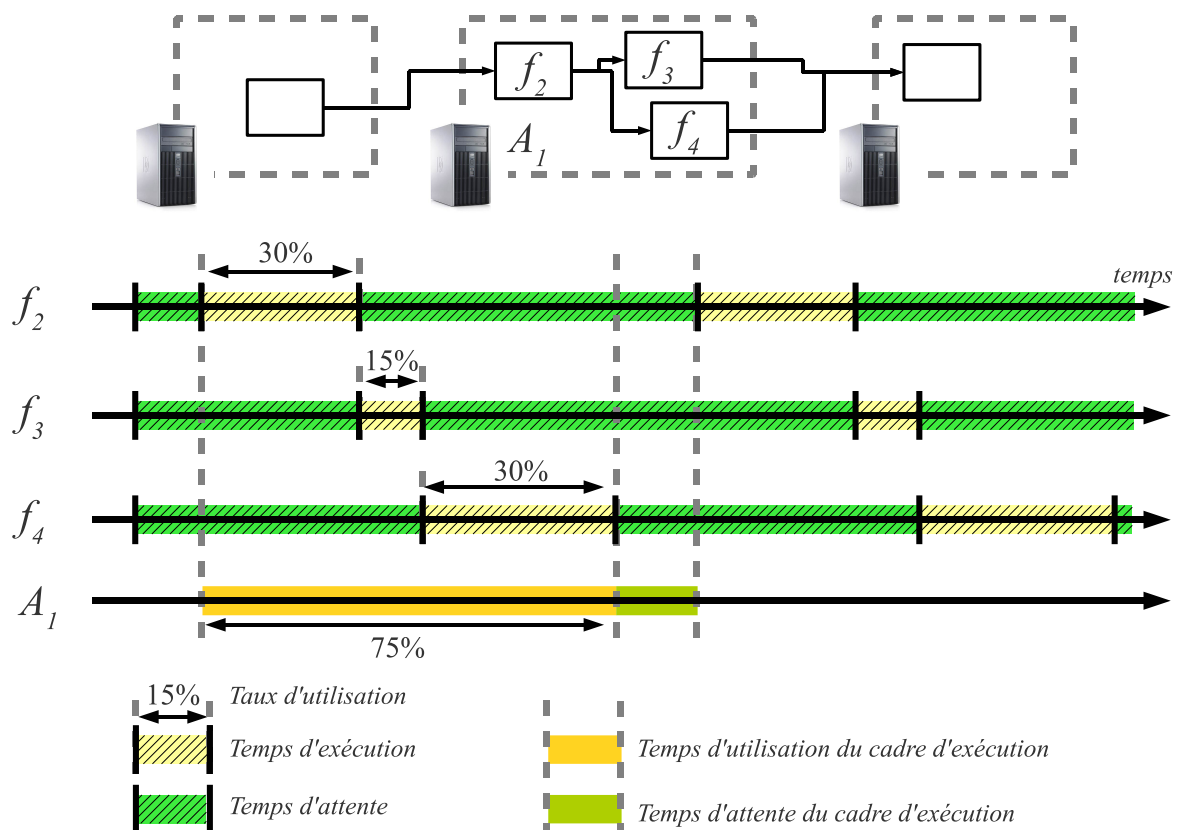 f2
f3
f4
A1
30%
temps
f2
15%
f3
30%
f4
A1
75%
15%
Taux d'utilisation
Temps d'exécution
Temps d'utilisation du cadre d'exécution
Temps d'attente
Temps d'attente du cadre d'exécution